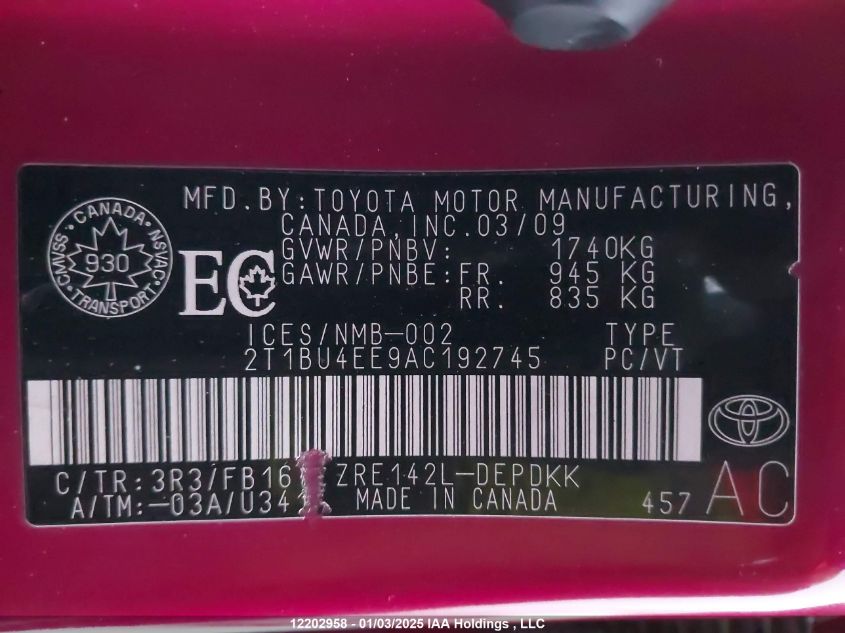 MFD.BY:TOYOTA MOTOR MANUFACTURING,
CANADA,INC.03/09
GVWR/PNBV: 1740KG
GAWR/PNBE:FR. 945 KG
RR. 835 KG
CANADA
CMVSS 930 NSVAC
TRANSPORT
EC
ICES/NMB-002 TYPE
2T1BU4EE9AC192745 PC/VT
C/TR:3R3/FB16 ZRE142L-DEPDKK
A/TM:-03A/U34 MADE IN CANADA 457 AC
12202958 - 01/03/2025 IAA Holdings , LLC